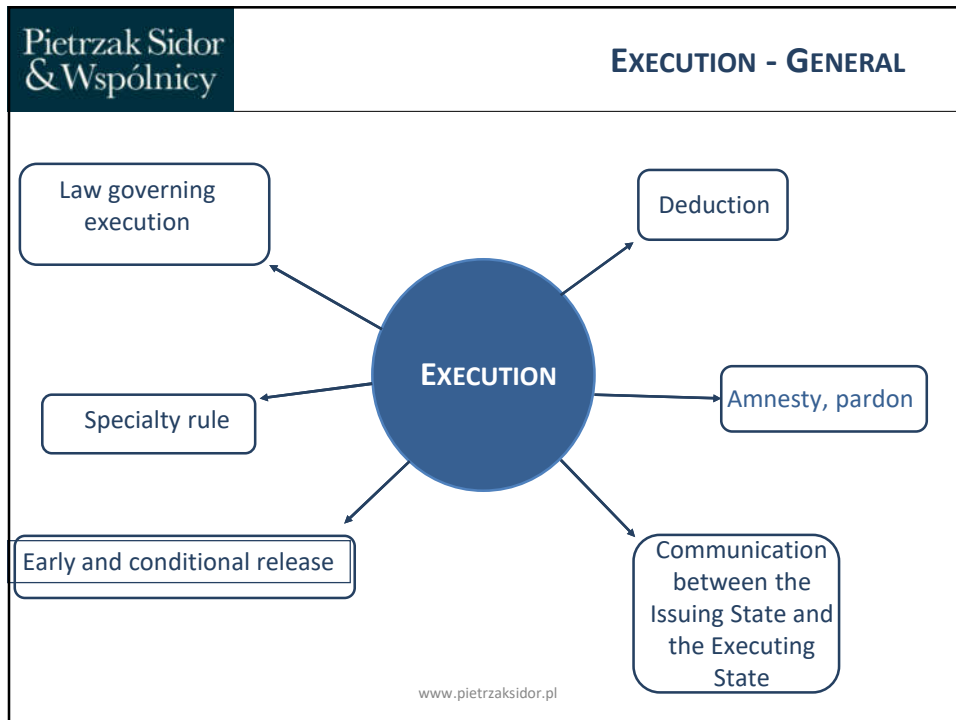 Pietrzak Sidor
& Wspólnicy
EXECUTION - GENERAL
Law governing
execution
Deduction
EXECUTION
Specialty rule
Amnesty, pardon
Early and conditional release
Communication
between the
Issuing State and
the Executing
State
www.pietrzaksidor.pl